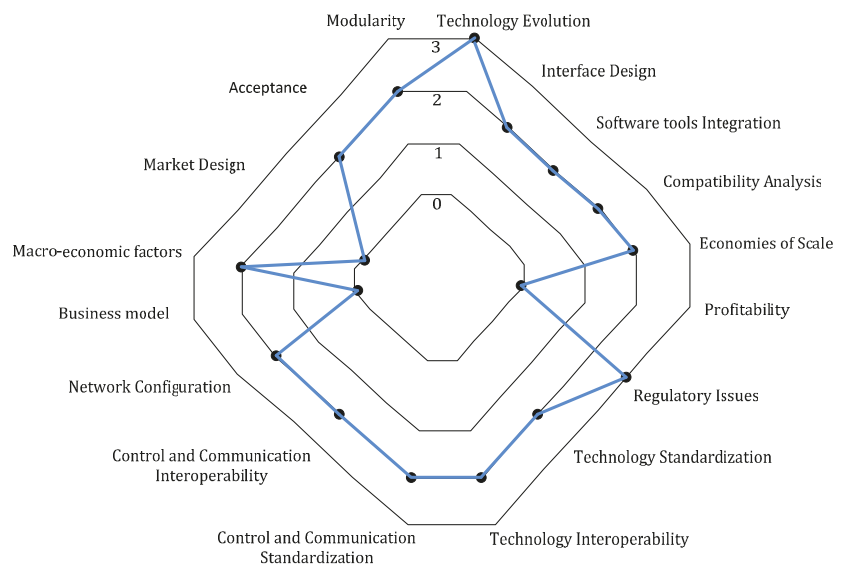 Modularity
Technology Evolution
3
Interface Design
Acceptance
2
Software tools Integration
1
Market Design
Compatibility Analysis
0
Economies of Scale
Macro-economic factors
Profitability
Business model
Network Configuration
Regulatory Issues
Control and Communication
Interoperability
Technology Standardization
Control and Communication
Standardization
Technology Interoperability